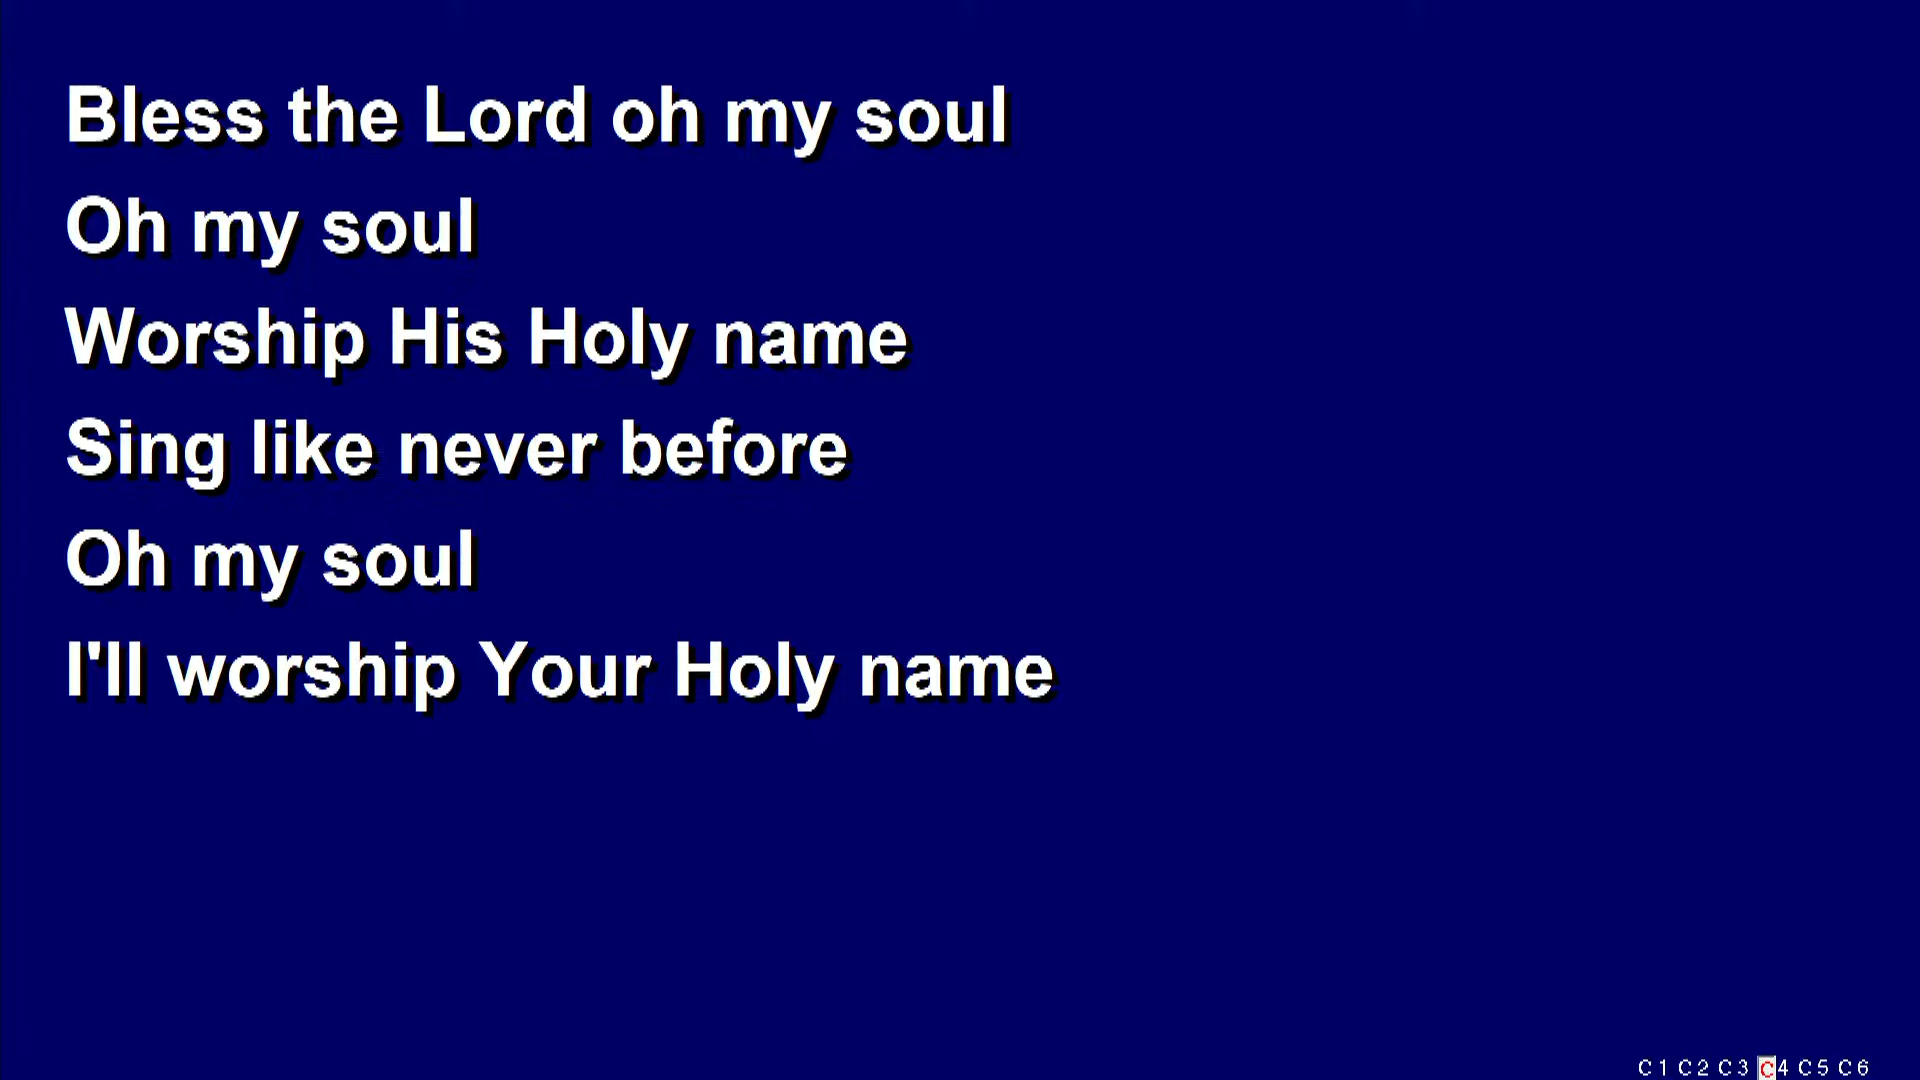 Bless the Lord oh my soul
Oh my soul
Worship His Holy name
Sing like never before
Oh my soul
I'll worship Your Holy name
C1 C2 C3 C4 C5 C6